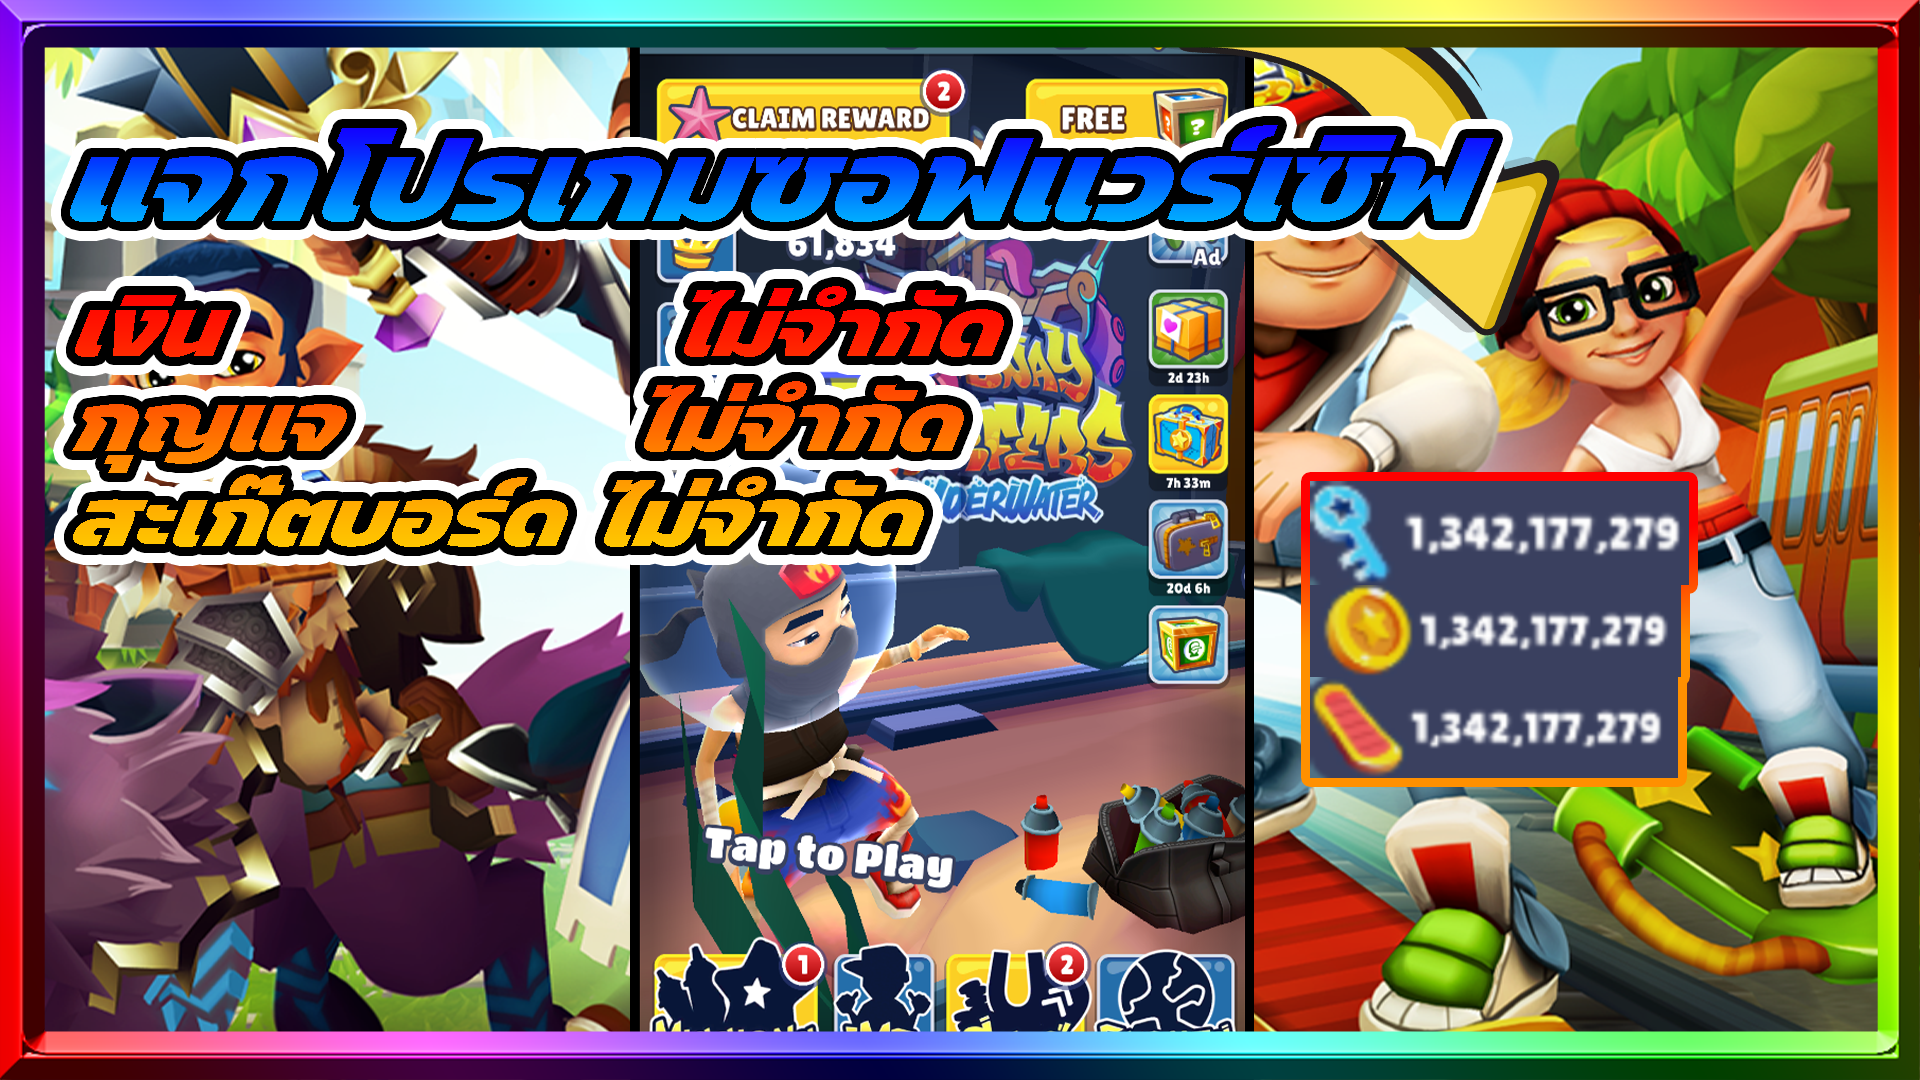 CLAIM REWARD
2
FREE
?
แจกโปรเกมซอฟแวร์เซิฟ
61,834
Ad
เงิน ไม่จำกัด
กุญแจ ไม่จำกัด
สะเก๊ตบอร์ด ไม่จำกัด
2d 23h
7h 33m
UNDERWATER
20d 6h
1,342,177,279
1,342,177,279
1,342,177,279
Tap to Play
1
2